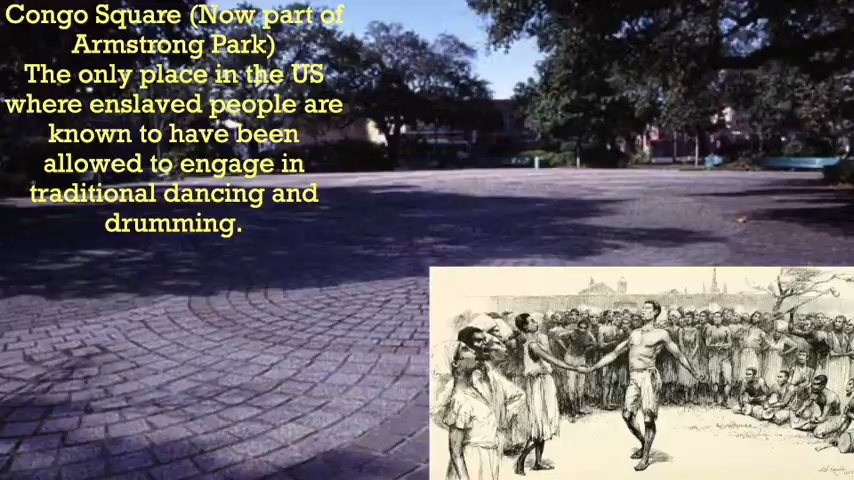 Congo Square (Now part of
Armstrong Park)
The only place in the US
where enslaved people are
known to have been
allowed to engage in
traditional dancing and
drumming.